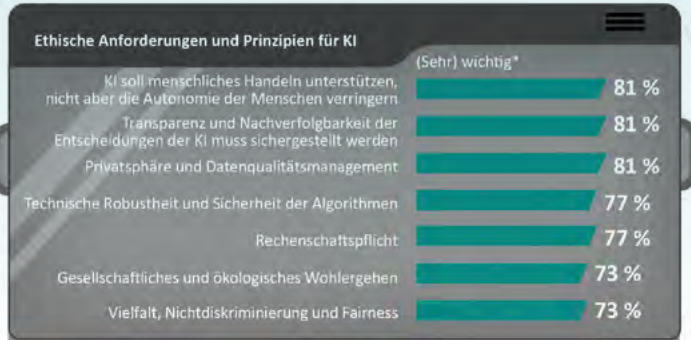 Ethische Anforderungen und Prinzipien für KI
(Sehr) wichtig*
KI soll menschliches Handeln unterstützen,
nicht aber die Autonomie der Menschen verringern
81 %
Transparenz und Nachverfolgbarkeit der
Entscheidungen der KI muss sichergestellt werden
81 %
Privatsphäre und Datenqualitätsmanagement
81 %
Technische Robustheit und Sicherheit der Algorithmen
77 %
Rechenschaftspflicht
77 %
Gesellschaftliches und ökologisches Wohlergehen
73 %
Vielfalt, Nichtdiskriminierung und Fairness
73 %